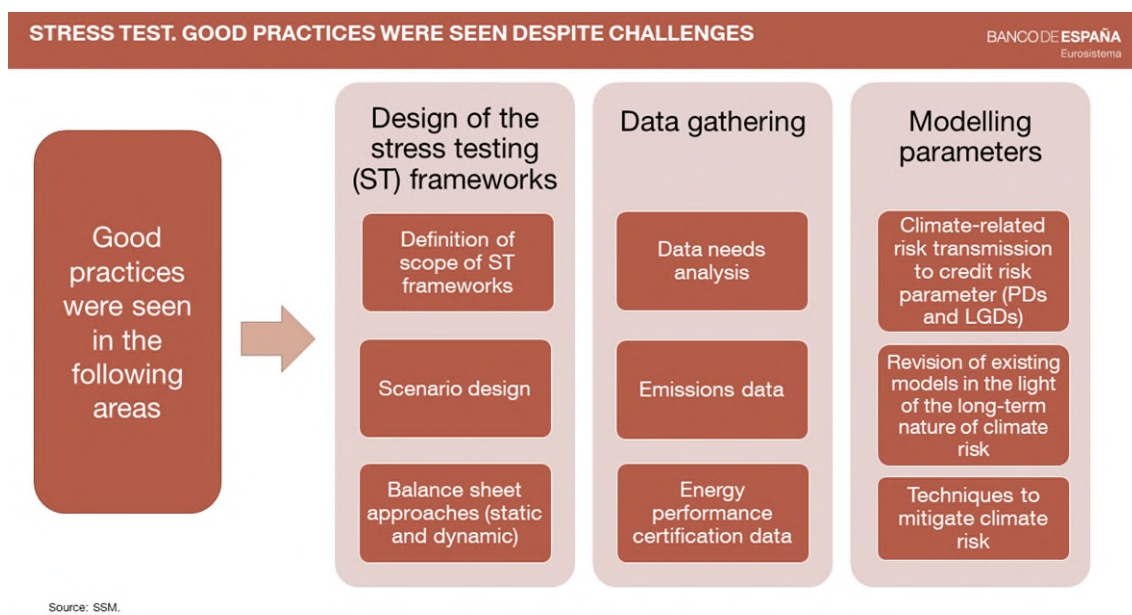 STRESS TEST. GOOD PRACTICES WERE SEEN DESPITE CHALLENGES
BANCODEESPAÑA
Eurosistema
Good
practices
were seen
in the
following
areas
Design of the
stress testing
(ST) frameworks
Definition of
scope of ST
frameworks
Scenario design
Balance sheet
approaches (static
and dynamic)
Data gathering
Data needs
analysis
Emissions data
Energy
performance
certification data
Modelling
parameters
Climate-related
risk transmission
to credit risk
parameter (PDs
and LGDs)
Revision of existing
models in the light
of the long-term
nature of climate
risk
Techniques to
mitigate climate
risk
Source: SSM.